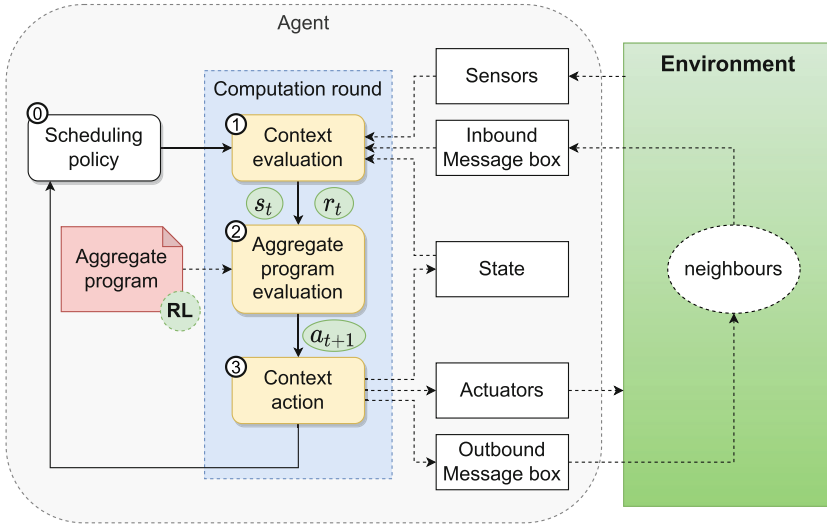 Agent
Environment
Computation round
Sensors
0
Scheduling
policy
1
Context
evaluation
Inbound
Message box
s_t
r_t
2
Aggregate
program
evaluation
Aggregate
program
RL
State
neighbours
a_{t+1}
3
Context
action
Actuators
Outbound
Message box